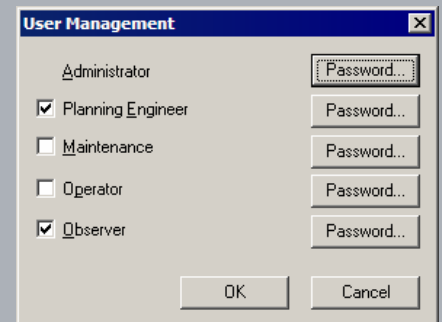 User Management
Administrator Password...
Planning Engineer Password...
Maintenance Password...
Operator Password...
Observer Password...
OK Cancel